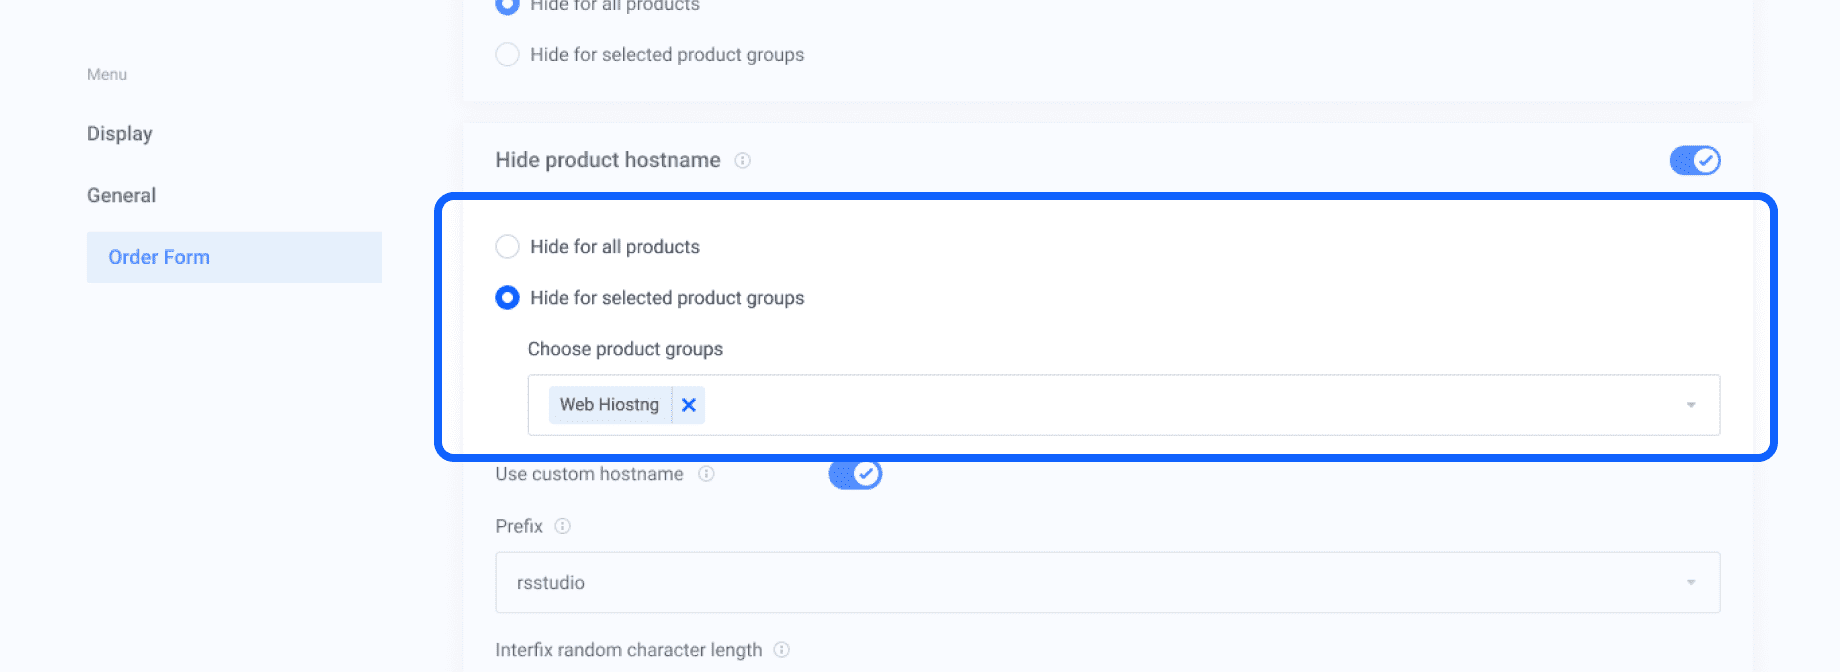 Hide for all products
Hide for selected product groups
Menu
Display
General
Order Form
Hide product hostname
Hide for all products
Hide for selected product groups
Choose product groups
Web Hiostng
Use custom hostname
Prefix
rsstudio
Interfix random character length